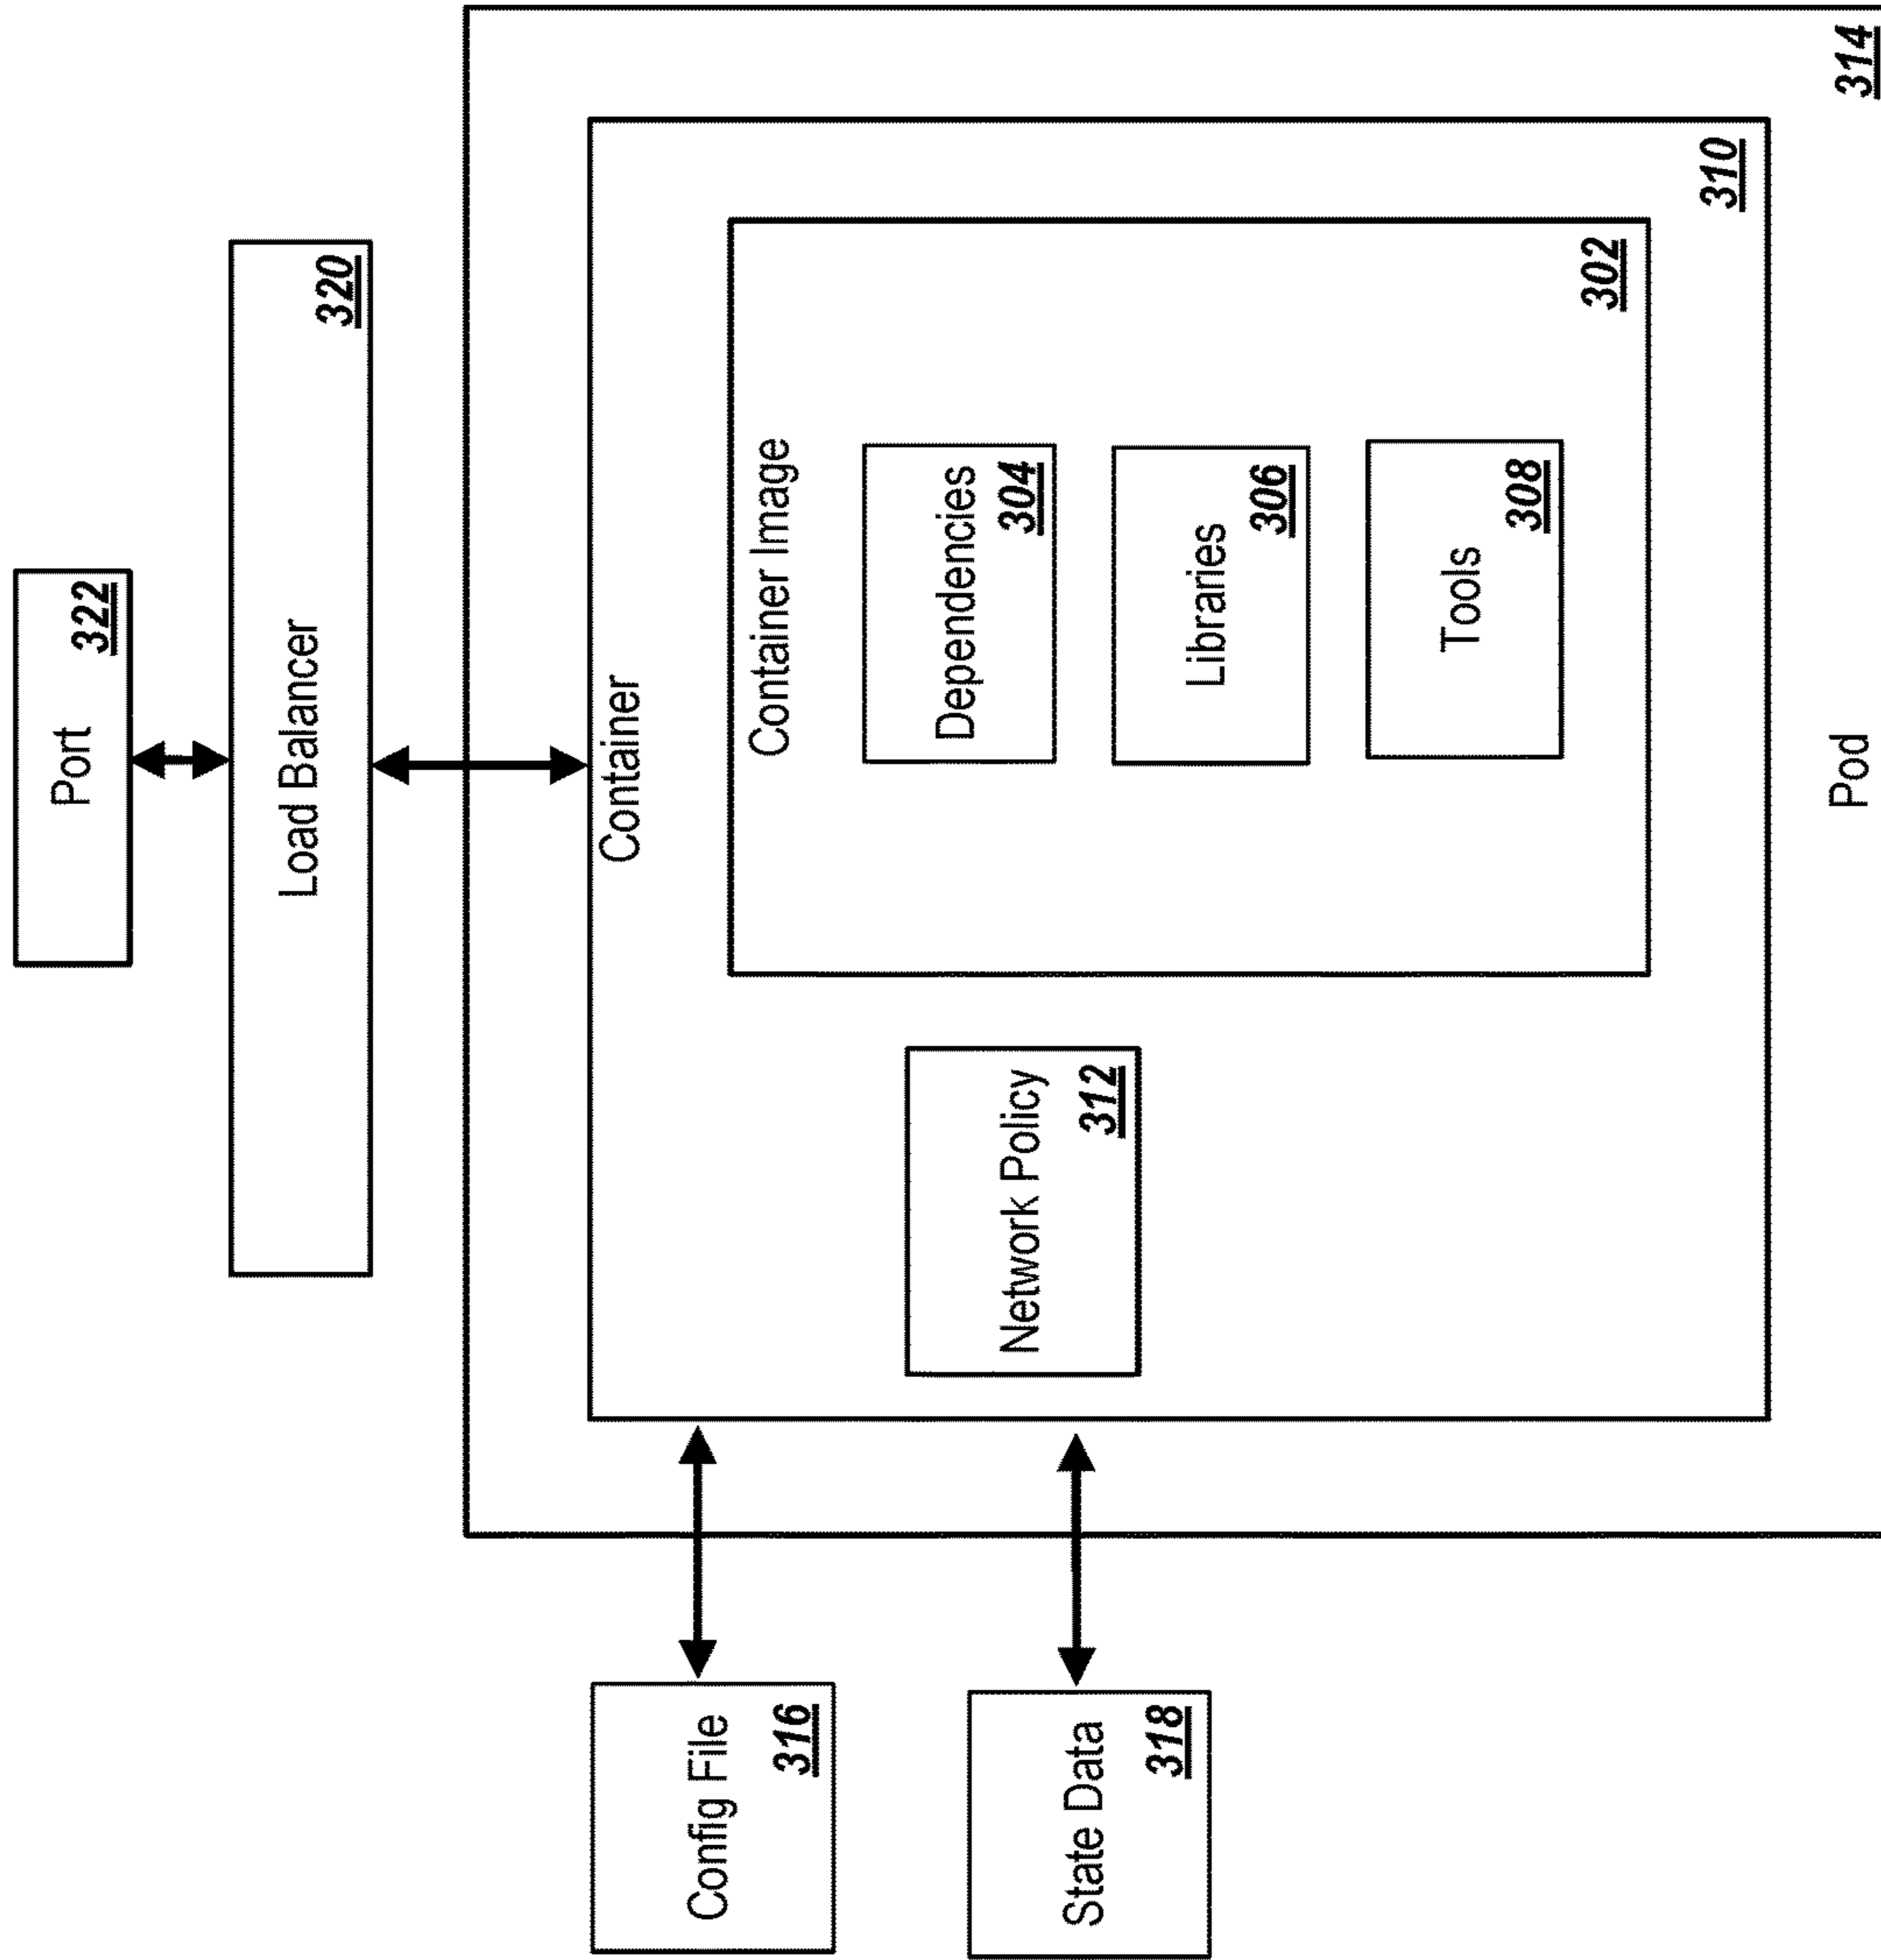 Port
322
Load Balancer
320
Container
Container Image
Dependencies
304
Libraries
306
Tools
308
302
Network Policy
312
310
Config File
316
State Data
318
Pod
314